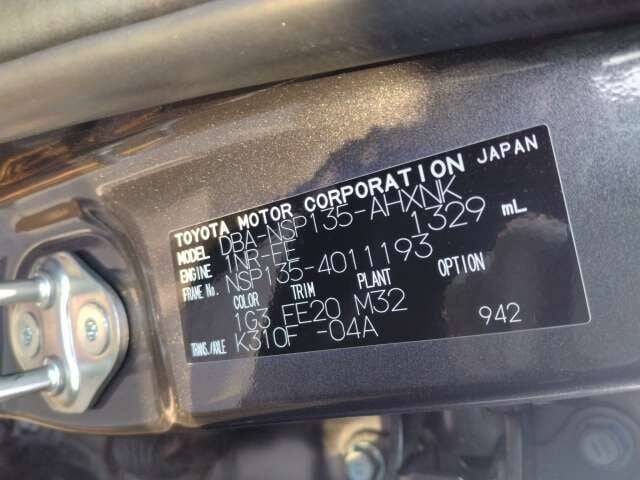 TOYOTA MOTOR CORPORATION JAPAN
MODEL DBA-NSP135-AHXNK
ENGINE 1NR-FE 1329 mL
FRAME No. NSP135-4011193
COLOR TRIM PLANT OPTION
1G3 FE20 M32
TRANS./AXLE K310F -04A 942